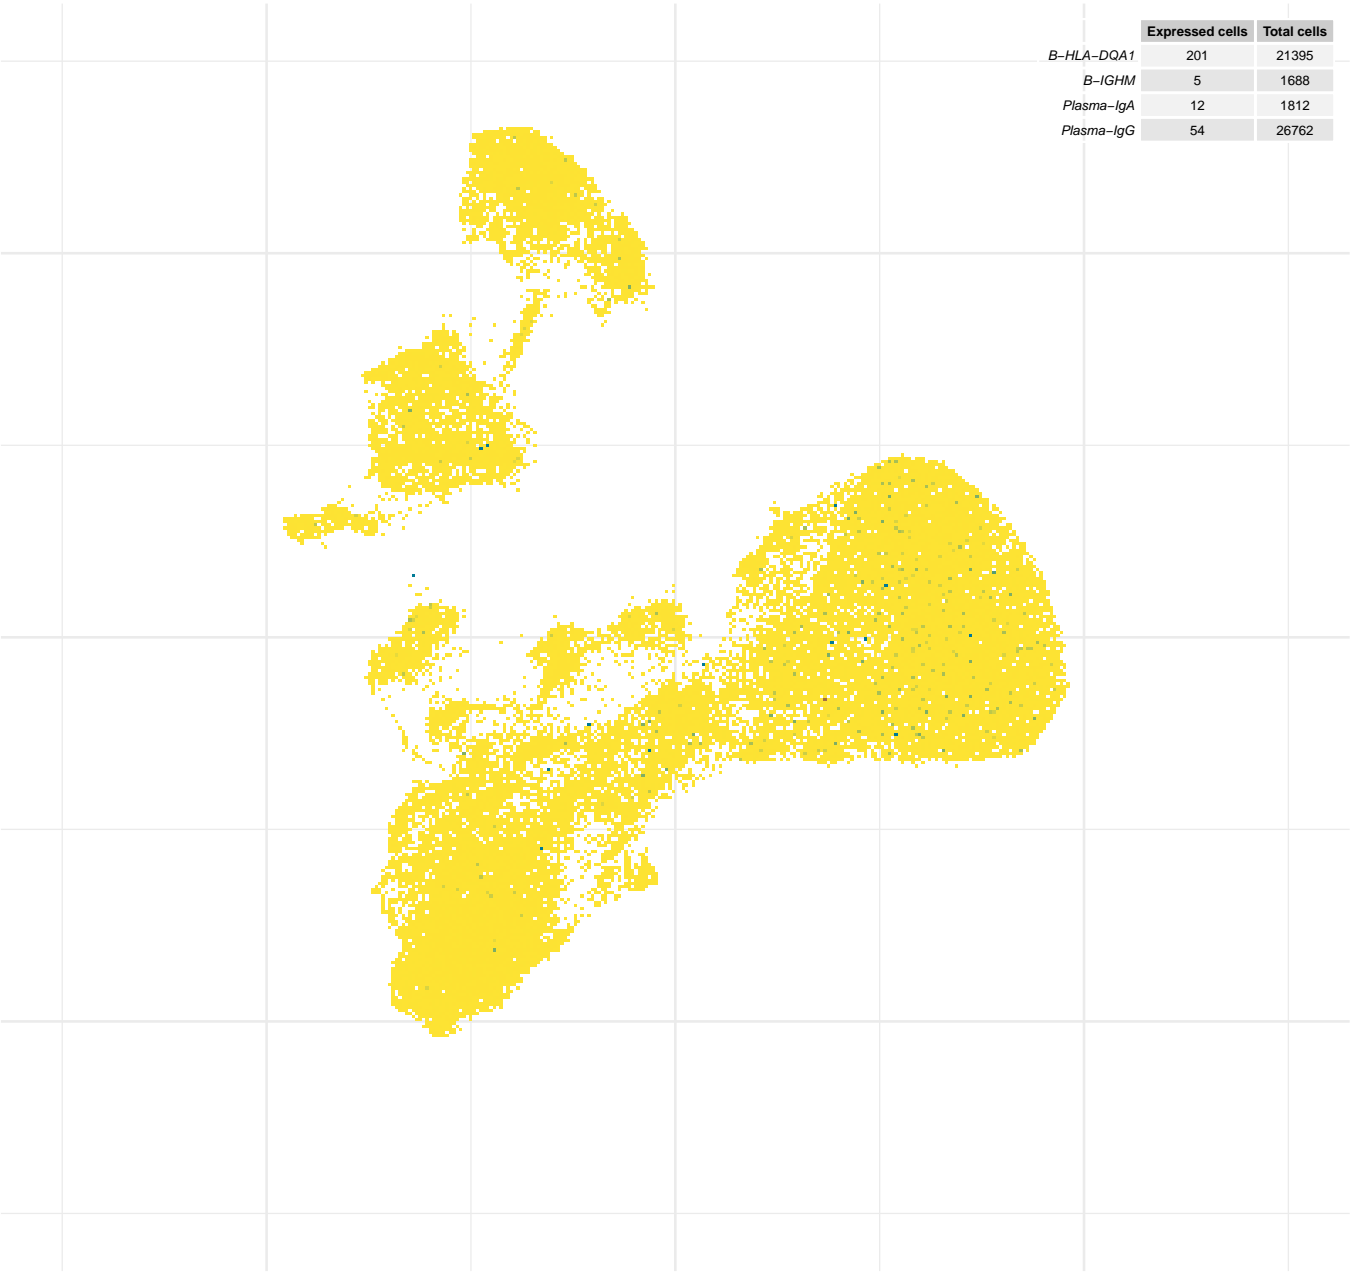 Expressed cells Total cells
B−HLA−DQA1 201 21395
B−IGHM 5 1688
Plasma−IgA 12 1812
Plasma−IgG 54 26762